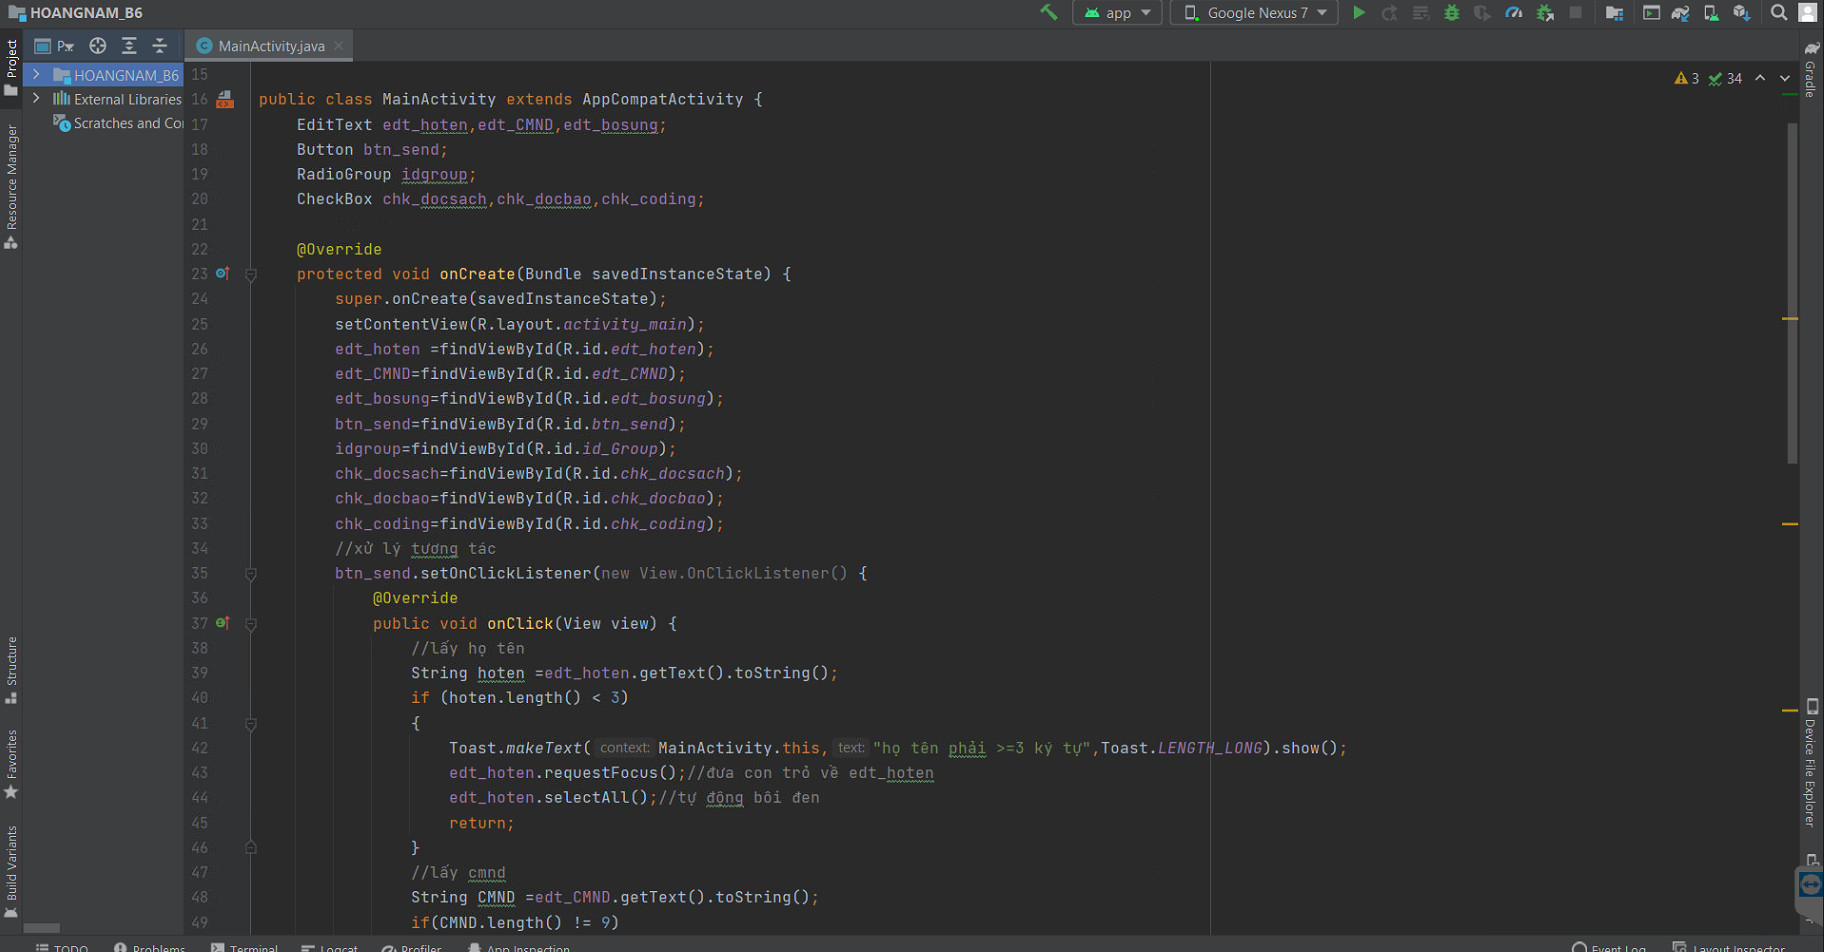 HOANGNAM_B6
app
Google Nexus 7
MainActivity.java
Project
HOANGNAM_B6
External Libraries
Scratches and Co
Resource Manager
Structure
Favorites
Build Variants
3 34
Gradle
Device File Explorer
15
16 public class MainActivity extends AppCompatActivity {
17 EditText edt_hoten,edt_CMND,edt_bosung;
18 Button btn_send;
19 RadioGroup idgroup;
20 CheckBox chk_docsach,chk_docbao,chk_coding;
21
22 @Override
23 protected void onCreate(Bundle savedInstanceState) {
24 super.onCreate(savedInstanceState);
25 setContentView(R.layout.activity_main);
26 edt_hoten =findViewById(R.id.edt_hoten);
27 edt_CMND=findViewById(R.id.edt_CMND);
28 edt_bosung=findViewById(R.id.edt_bosung);
29 btn_send=findViewById(R.id.btn_send);
30 idgroup=findViewById(R.id.id_Group);
31 chk_docsach=findViewById(R.id.chk_docsach);
32 chk_docbao=findViewById(R.id.chk_docbao);
33 chk_coding=findViewById(R.id.chk_coding);
34 //xử lý tương tác
35 btn_send.setOnClickListener(new View.OnClickListener() {
36 @Override
37 public void onClick(View view) {
38 //lấy họ tên
39 String hoten =edt_hoten.getText().toString();
40 if (hoten.length() < 3)
41 {
42 Toast.makeText( context: MainActivity.this, text: "họ tên phải >=3 ký tự",Toast.LENGTH_LONG).show();
43 edt_hoten.requestFocus();//đưa con trỏ về edt_hoten
44 edt_hoten.selectAll();//tự động bôi đen
45 return;
46 }
47 //lấy cmnd
48 String CMND =edt_CMND.getText().toString();
49 if(CMND.length() != 9)
TODO Problems Terminal Logcat Profiler App Inspection Event Log Layout Inspector